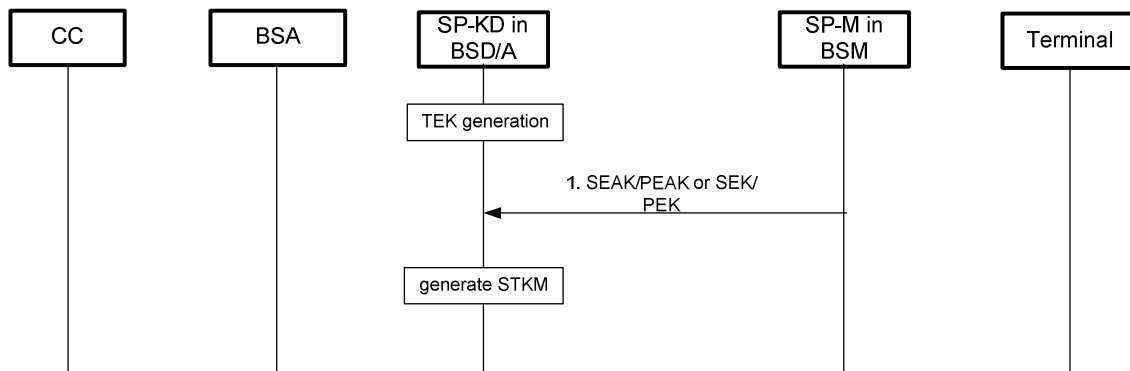 CC
BSA
SP-KD in
BSD/A
SP-M in
BSM
Terminal
TEK generation
1. SEAK/PEAK or SEK/
PEK
generate STKM